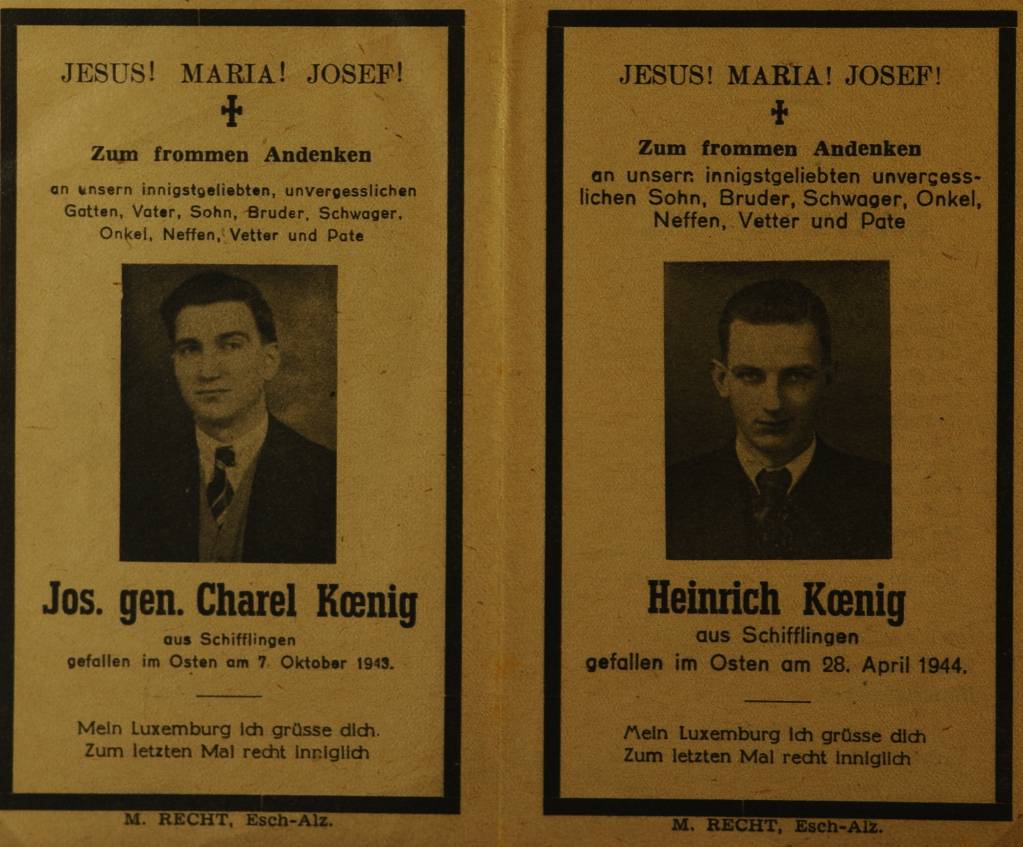 JESUS! MARIA! JOSEF!
Zum frommen Andenken
an unsern innigstgeliebten, unvergesslichen
Gatten, Vater, Sohn, Bruder, Schwager,
Onkel, Neffen, Vetter und Pate
Jos. gen. Charel Kœnig
aus Schifflingen
gefallen im Osten am 7. Oktober 1943.
Mein Luxemburg ich grüsse dich.
Zum letzten Mal recht inniglich
M. RECHT, Esch-Alz.
JESUS! MARIA! JOSEF!
Zum frommen Andenken
an unsern innigstgeliebten unvergess-
lichen Sohn, Bruder, Schwager, Onkel,
Neffen, Vetter und Pate
Heinrich Kœnig
aus Schifflingen
gefallen im Osten am 28. April 1944.
Mein Luxemburg ich grüsse dich
Zum letzten Mal recht inniglich
M. RECHT, Esch-Alz.